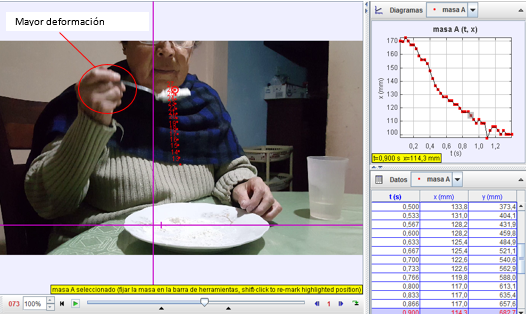 Mayor deformación
masa A seleccionado (fijar la masa en la barra de herramientas, shift-click to re-mark highlighted position)
073 100% 1
Diagramas masa A
masa A (t, x)
x (mm)
170
160
150
140
130
120
110
100
0,2 0,4 0,6 0,8 1,0 1,2
t (s)
t=0,900 s x=114,3 mm
Datos masa A
t (s) x (mm) y (mm)
0,500 133,8 373,4
0,533 131,0 404,1
0,567 128,2 431,9
0,600 128,2 459,8
0,633 125,4 484,9
0,667 125,4 521,1
0,700 122,6 540,6
0,733 122,6 562,9
0,766 119,8 588,0
0,800 117,0 613,1
0,833 117,0 635,4
0,866 117,0 657,6
0,900 114,3 682,7